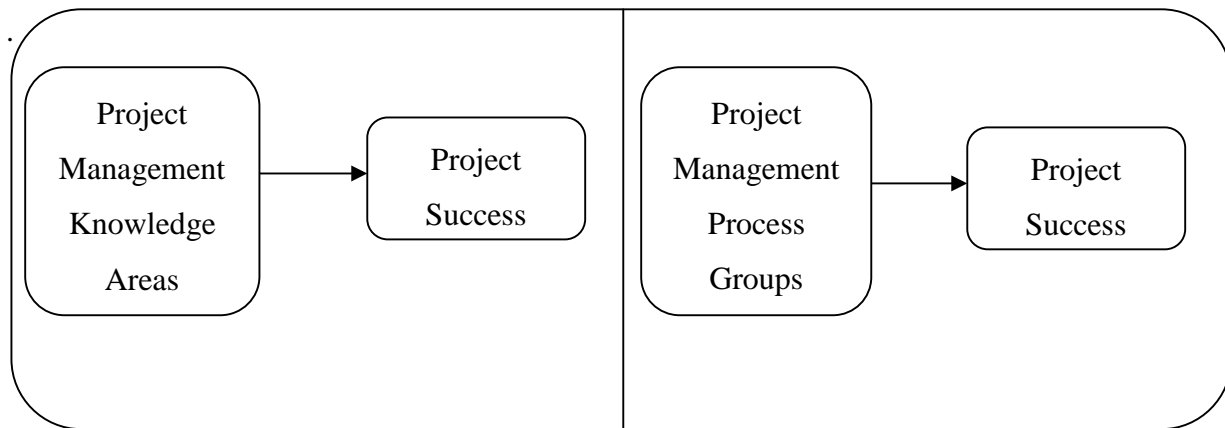 .
Project
Management
Knowledge
Areas
Project
Success
Project
Management
Process
Groups
Project
Success